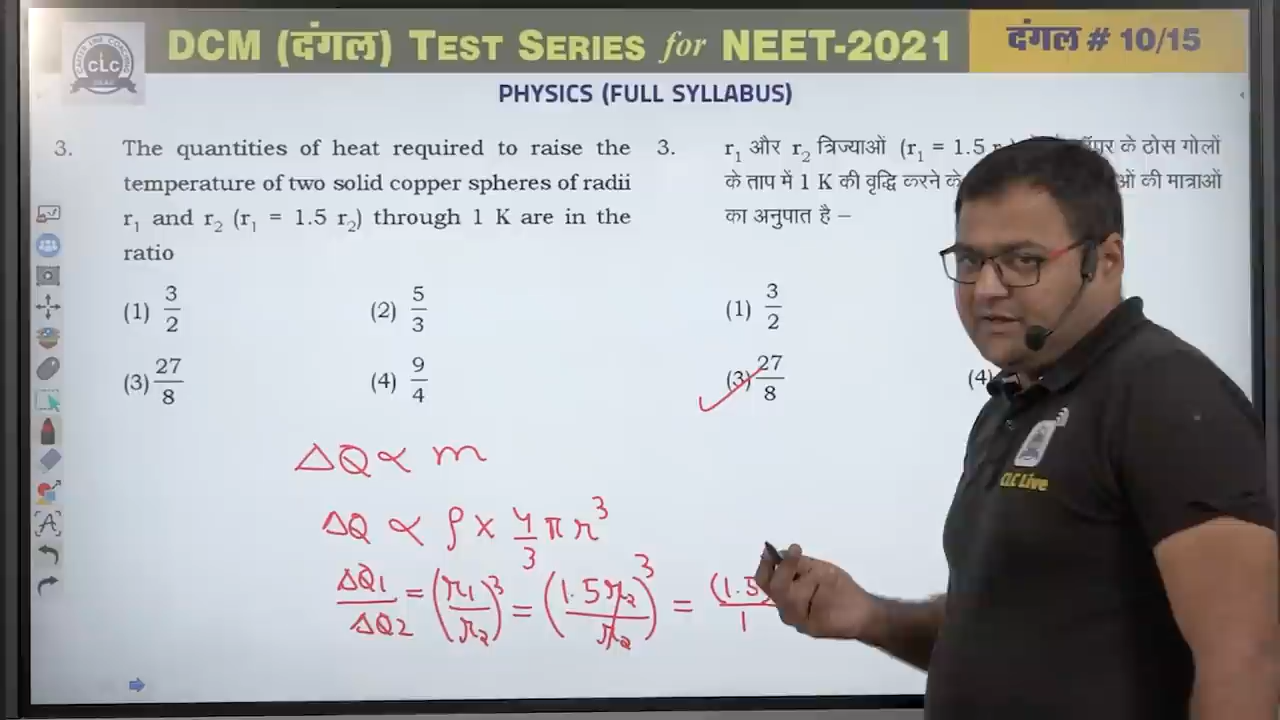 DCM (दंगल) TEST SERIES for NEET-2021
दंगल # 10/15
CLC
PHYSICS (FULL SYLLABUS)
3. The quantities of heat required to raise the
temperature of two solid copper spheres of radii
r₁ and r₂ (r₁ = 1.5 r₂) through 1 K are in the
ratio
(1) 3/2 (2) 5/3
(3) 27/8 (4) 9/4
3. r₁ और r₂ त्रिज्याओं (r₁ = 1.5 के ठोस गोलों
के ताप में 1 K की वृद्धि करने के की मात्राओं
का अनुपात है –
(1) 3/2
(3) 27/8 (4)
ΔQ ∝ m
ΔQ ∝ ρ × 4/3 π r³
ΔQ1/ΔQ2 = (r₁/r₂)³ = (1.5r₂/r₂)³ = (1.5/1
CLC Live